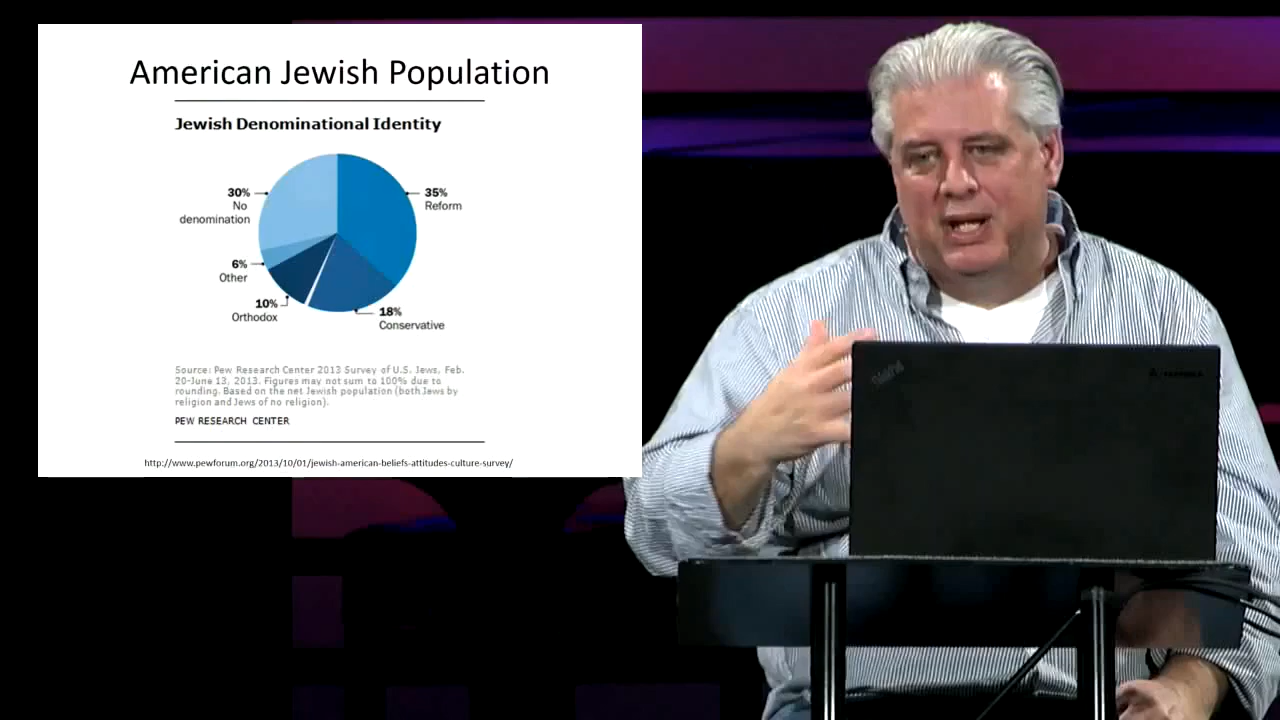 American Jewish Population
Jewish Denominational Identity
30%
No
denomination
35%
Reform
6%
Other
10%
Orthodox
18%
Conservative
Source: Pew Research Center 2013 Survey of U.S. Jews, Feb.
20-June 13, 2013. Figures may not sum to 100% due to
rounding. Based on the net Jewish population (both Jews by
religion and Jews of no religion).
PEW RESEARCH CENTER
http://www.pewforum.org/2013/10/01/jewish-american-beliefs-attitudes-culture-survey/
ThinkPad